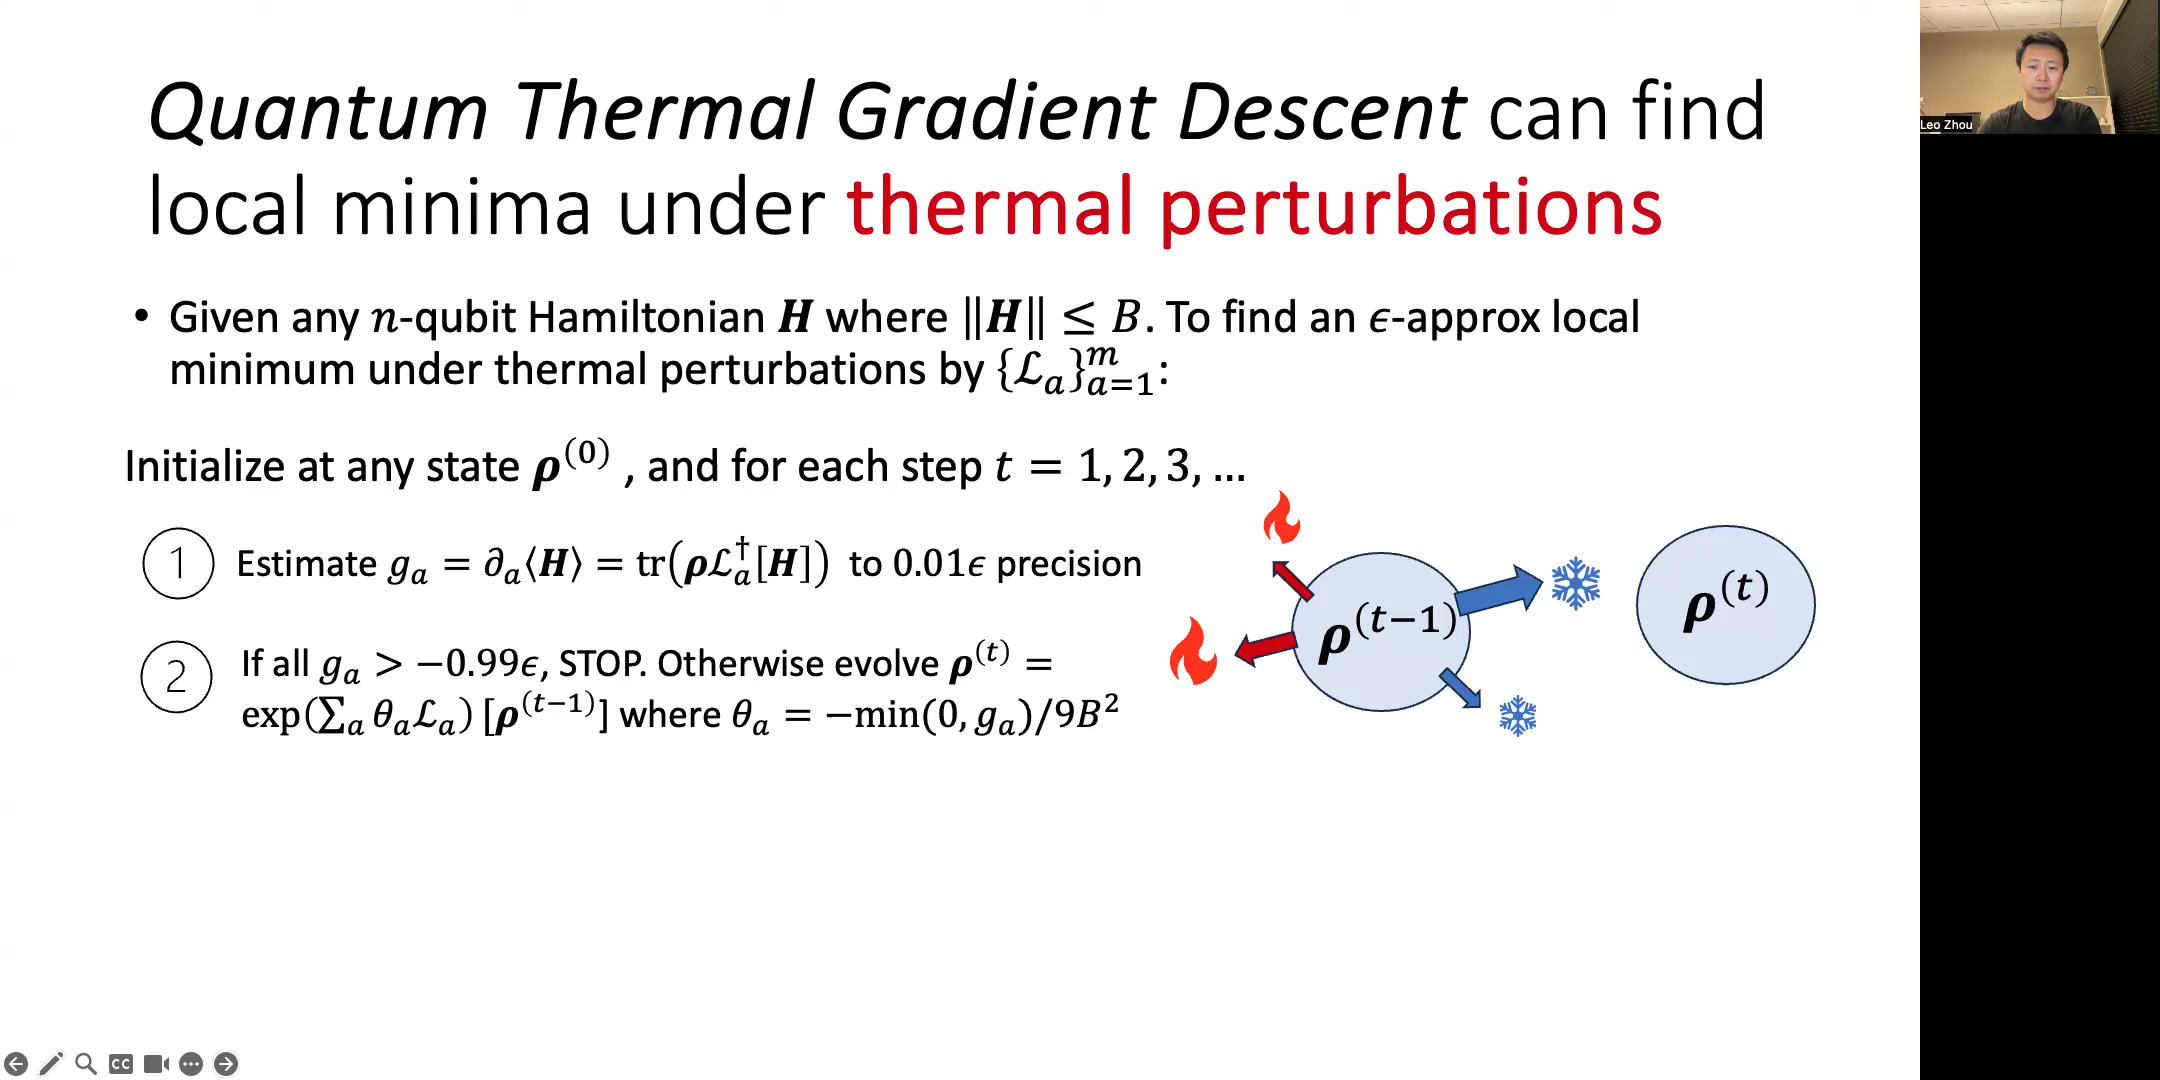 Quantum Thermal Gradient Descent can find
local minima under thermal perturbations
• Given any n-qubit Hamiltonian H where ‖H‖ ≤ B. To find an ϵ-approx local
minimum under thermal perturbations by {ℒₐ}ᵐₐ₌₁:
Initialize at any state ρ⁽⁰⁾ , and for each step t = 1, 2, 3, …
1 Estimate gₐ = ∂ₐ⟨H⟩ = tr(ρℒₐ†[H]) to 0.01ϵ precision
2 If all gₐ > −0.99ϵ, STOP. Otherwise evolve ρ⁽ᵗ⁾ =
exp(∑ₐ θₐℒₐ) [ρ⁽ᵗ⁻¹⁾] where θₐ = −min(0, gₐ)/9B²
ρ⁽ᵗ⁻¹⁾
ρ⁽ᵗ⁾
Leo Zhou
CC